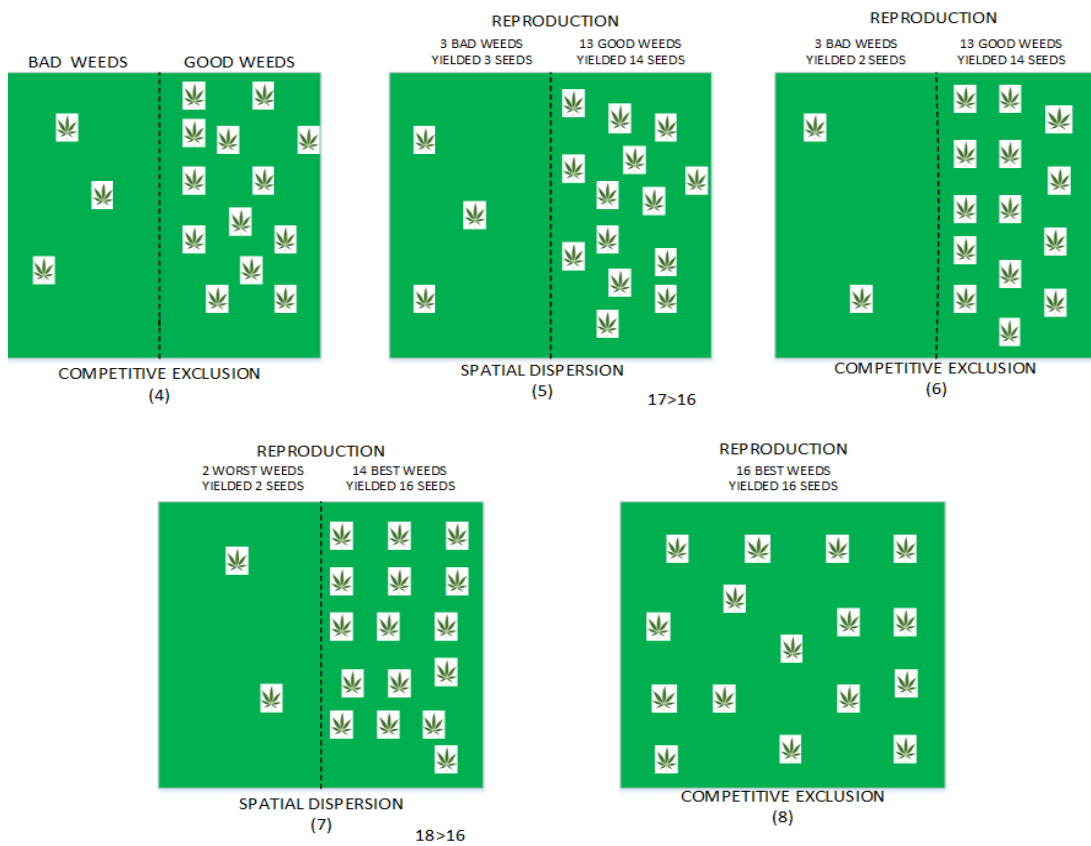 BAD WEEDS
GOOD WEEDS
COMPETITIVE EXCLUSION
(4)
REPRODUCTION
3 BAD WEEDS
YIELDED 3 SEEDS
13 GOOD WEEDS
YIELDED 14 SEEDS
SPATIAL DISPERSION
(5)
17>16
REPRODUCTION
3 BAD WEEDS
YIELDED 2 SEEDS
13 GOOD WEEDS
YIELDED 14 SEEDS
COMPETITIVE EXCLUSION
(6)
REPRODUCTION
2 WORST WEEDS
YIELDED 2 SEEDS
14 BEST WEEDS
YIELDED 16 SEEDS
SPATIAL DISPERSION
(7)
18>16
REPRODUCTION
16 BEST WEEDS
YIELDED 16 SEEDS
COMPETITIVE EXCLUSION
(8)